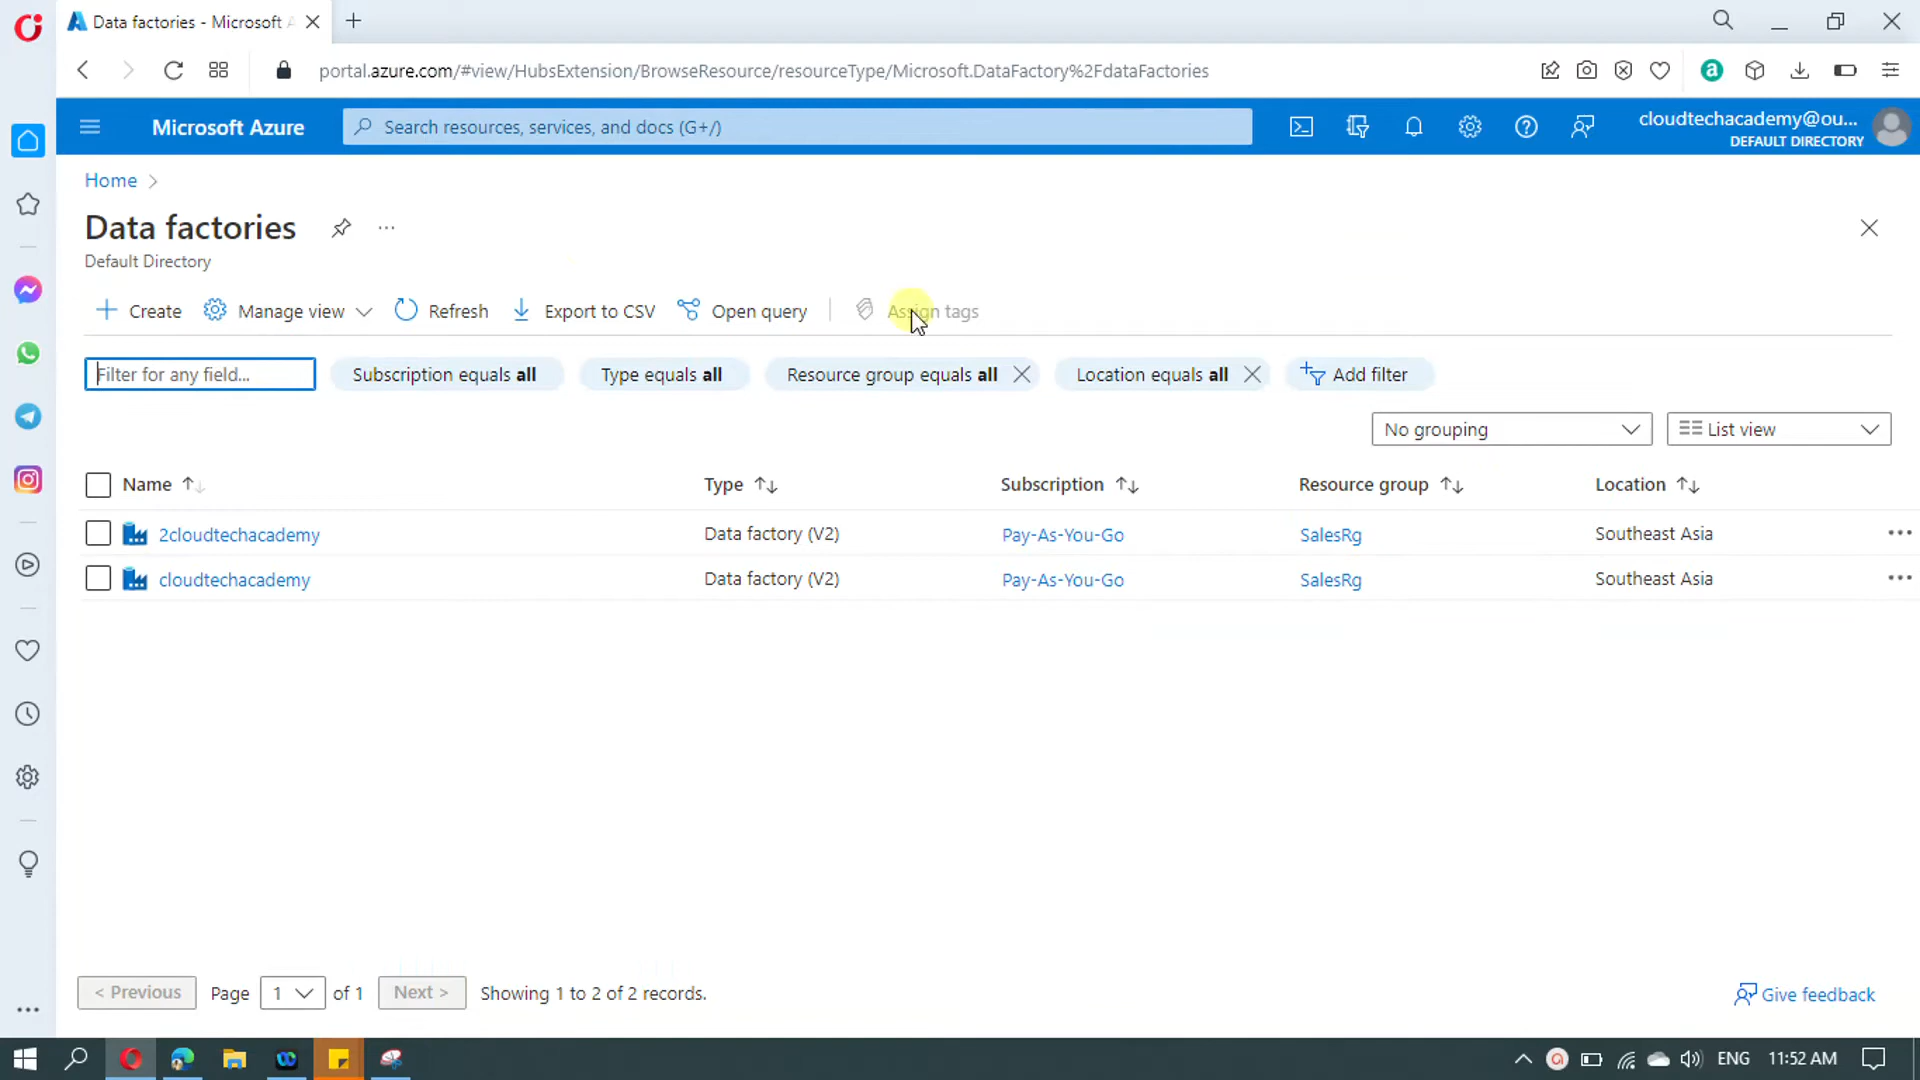 Data factories - Microsoft A
portal.azure.com/#view/HubsExtension/BrowseResource/resourceType/Microsoft.DataFactory%2FdataFactories
Microsoft Azure
Search resources, services, and docs (G+/)
cloudtechacademy@ou...
DEFAULT DIRECTORY
Home
Data factories
Default Directory
Create
Manage view
Refresh
Export to CSV
Open query
Assign tags
Filter for any field...
Subscription equals all
Type equals all
Resource group equals all
Location equals all
Add filter
No grouping
List view
Name Type Subscription Resource group Location
2cloudtechacademy Data factory (V2) Pay-As-You-Go SalesRg Southeast Asia
cloudtechacademy Data factory (V2) Pay-As-You-Go SalesRg Southeast Asia
< Previous Page 1 of 1 Next > Showing 1 to 2 of 2 records.
Give feedback
ENG 11:52 AM